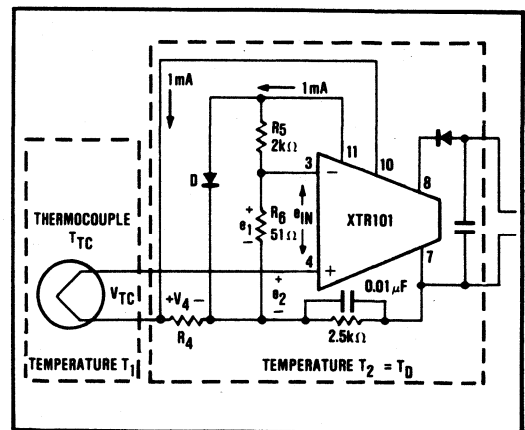 1mA
1mA
R5
2kΩ
11
10
3
−
8
D
THERMOCOUPLE
TTC
+
e1
−
R6
51Ω
eIN
XTR101
4
+
7
VTC
+
e2
−
0.01µF
+V4−
R4
2.5kΩ
TEMPERATURE T1
TEMPERATURE T2 = TD